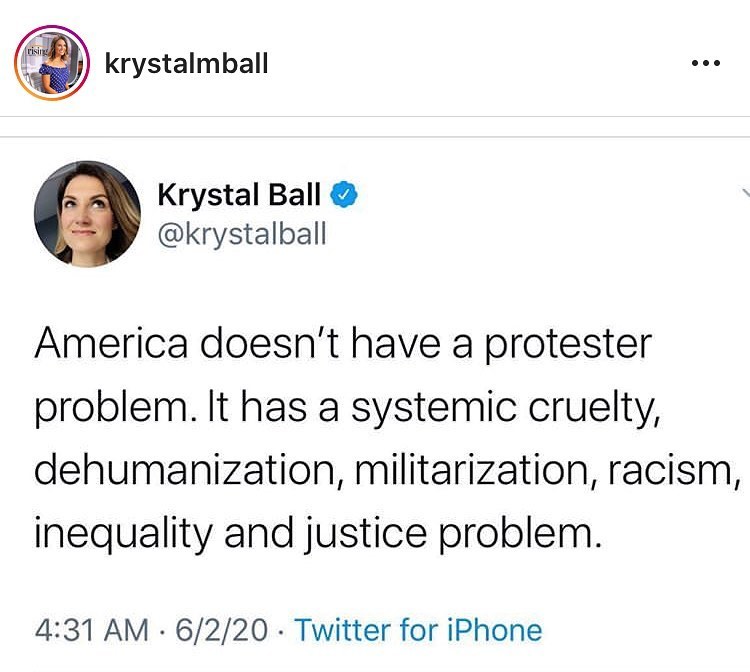 rising
krystalmball
Krystal Ball
@krystalball
America doesn't have a protester
problem. It has a systemic cruelty,
dehumanization, militarization, racism,
inequality and justice problem.
4:31 AM · 6/2/20 · Twitter for iPhone